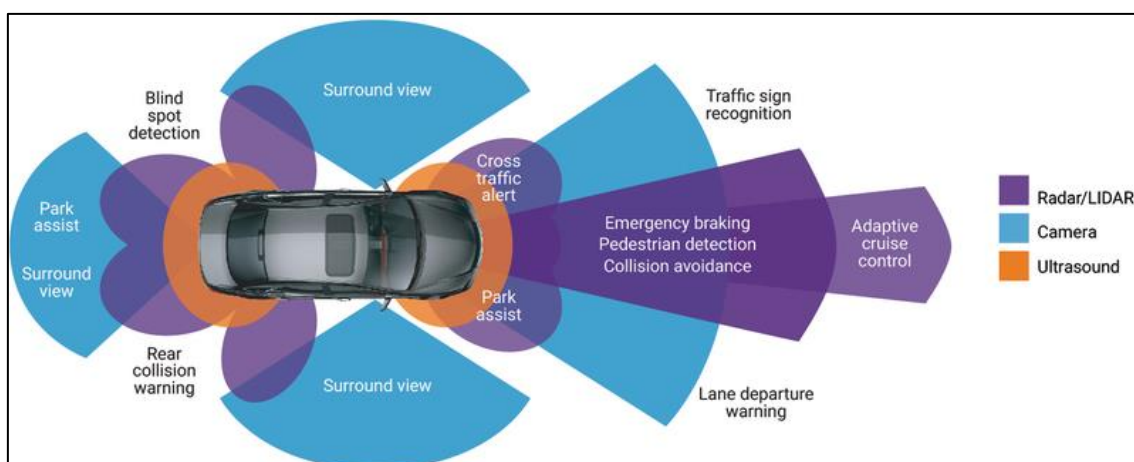 Surround view
Blind
spot
detection
Traffic sign
recognition
Cross
traffic
alert
Park
assist
Surround
view
Emergency braking
Pedestrian detection
Collision avoidance
Adaptive
cruise
control
Radar/LIDAR
Camera
Ultrasound
Park
assist
Rear
collision
warning
Surround view
Lane departure
warning